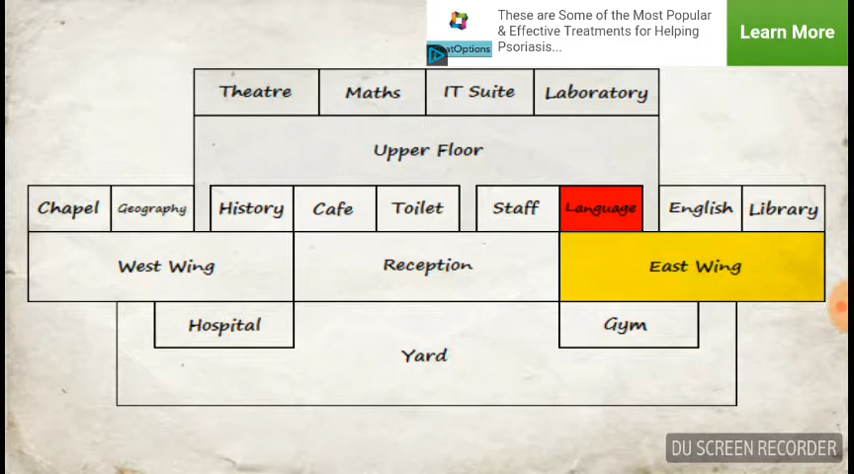 These are Some of the Most Popular
& Effective Treatments for Helping
Psoriasis...
Learn More
Theatre Maths IT Suite Laboratory
Upper Floor
Chapel Geography History Cafe Toilet Staff Language English Library
West Wing Reception East Wing
Hospital Gym
Yard
DU SCREEN RECORDER